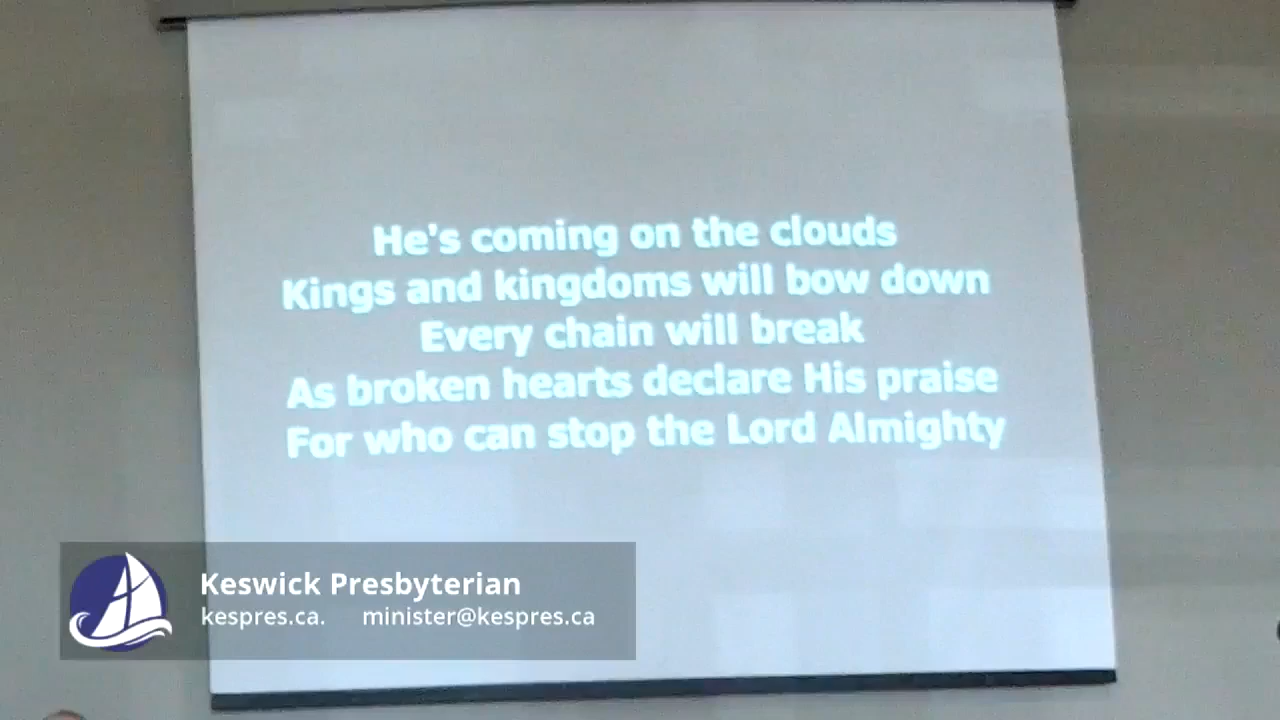 He's coming on the clouds
Kings and kingdoms will bow down
Every chain will break
As broken hearts declare His praise
For who can stop the Lord Almighty
Keswick Presbyterian
kespres.ca. minister@kespres.ca